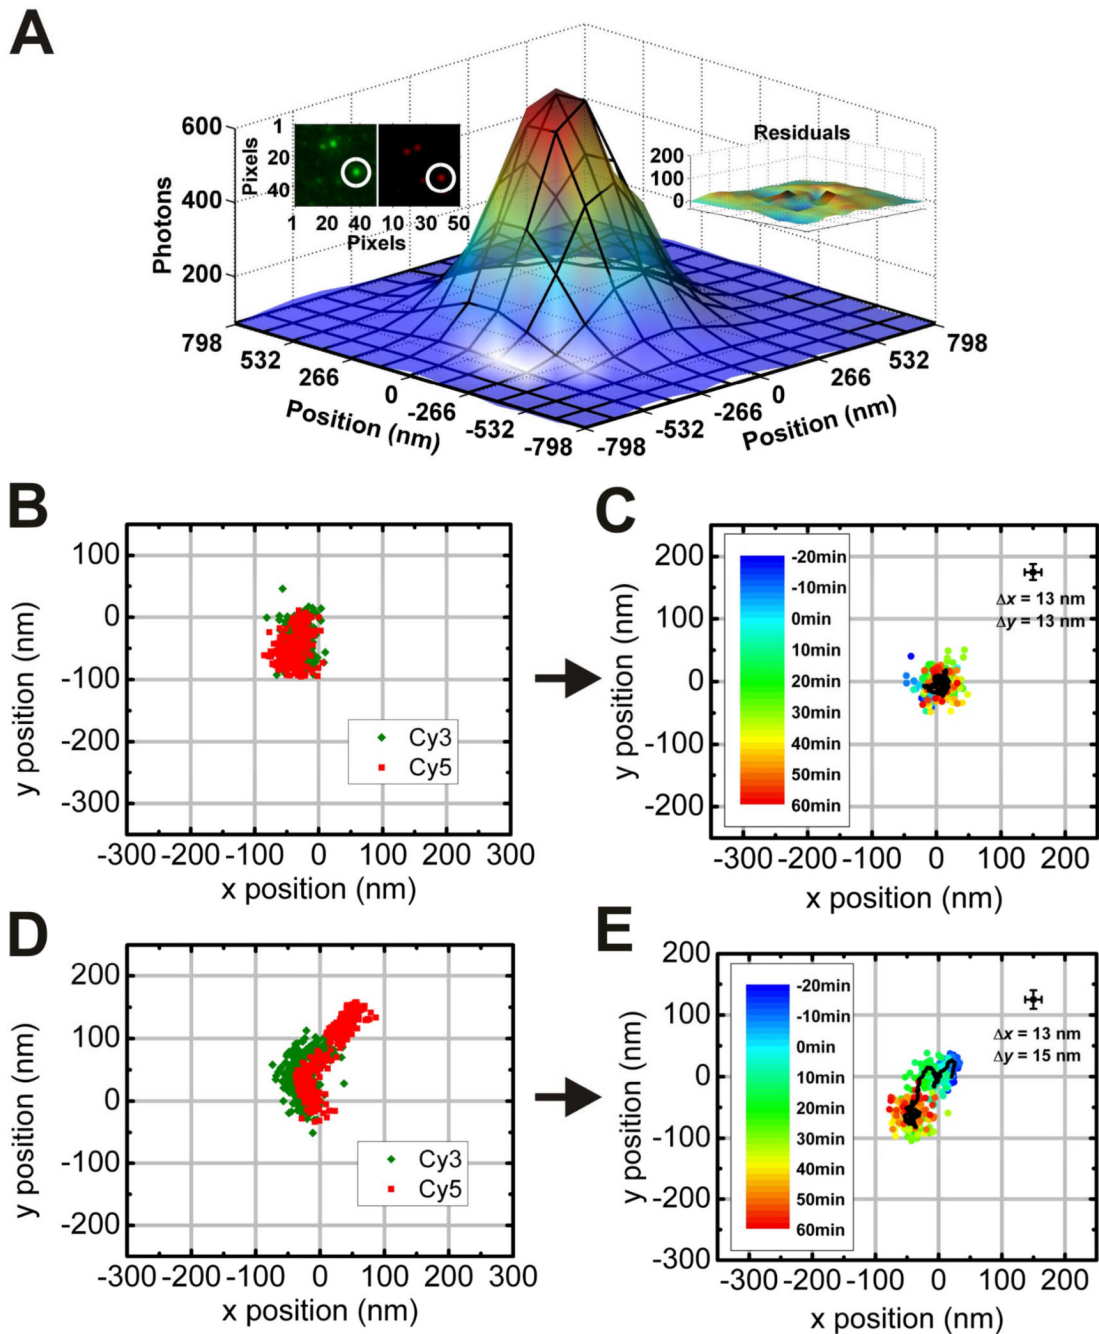 A
600
400
200
Photons
1
20
40
Pixels
1 20 40 10 30 50
Pixels
Residuals
200
100
0
798
532
266
0
-266
-532
-798
Position (nm)
-798
-532
-266
0
266
532
798
Position (nm)
B
100
0
-100
-200
-300
y position (nm)
Cy3
Cy5
-300 -200 -100 0 100 200 300
x position (nm)
C
200
100
0
-100
-200
y position (nm)
-20min
-10min
0min
10min
20min
30min
40min
50min
60min
Δx = 13 nm
Δy = 13 nm
-300 -200 -100 0 100 200
x position (nm)
D
200
100
0
-100
-200
y position (nm)
Cy3
Cy5
-300 -200 -100 0 100 200 300
x position (nm)
E
200
100
0
-100
-200
-300
y position (nm)
-20min
-10min
0min
10min
20min
30min
40min
50min
60min
Δx = 13 nm
Δy = 15 nm
-300 -200 -100 0 100 200
x position (nm)